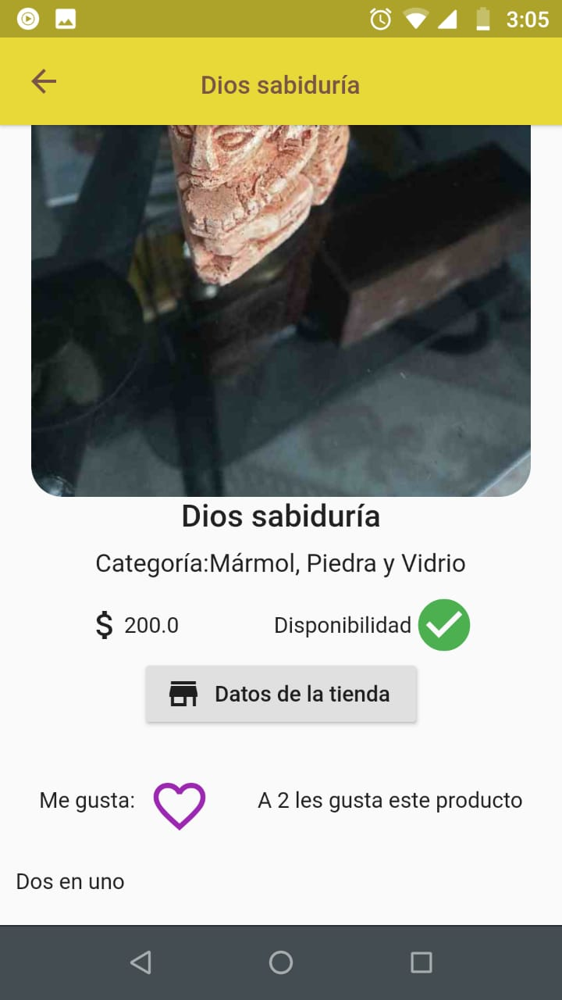 3:05
Dios sabiduría
Dios sabiduría
Categoría:Mármol, Piedra y Vidrio
$ 200.0 Disponibilidad
Datos de la tienda
Me gusta: A 2 les gusta este producto
Dos en uno